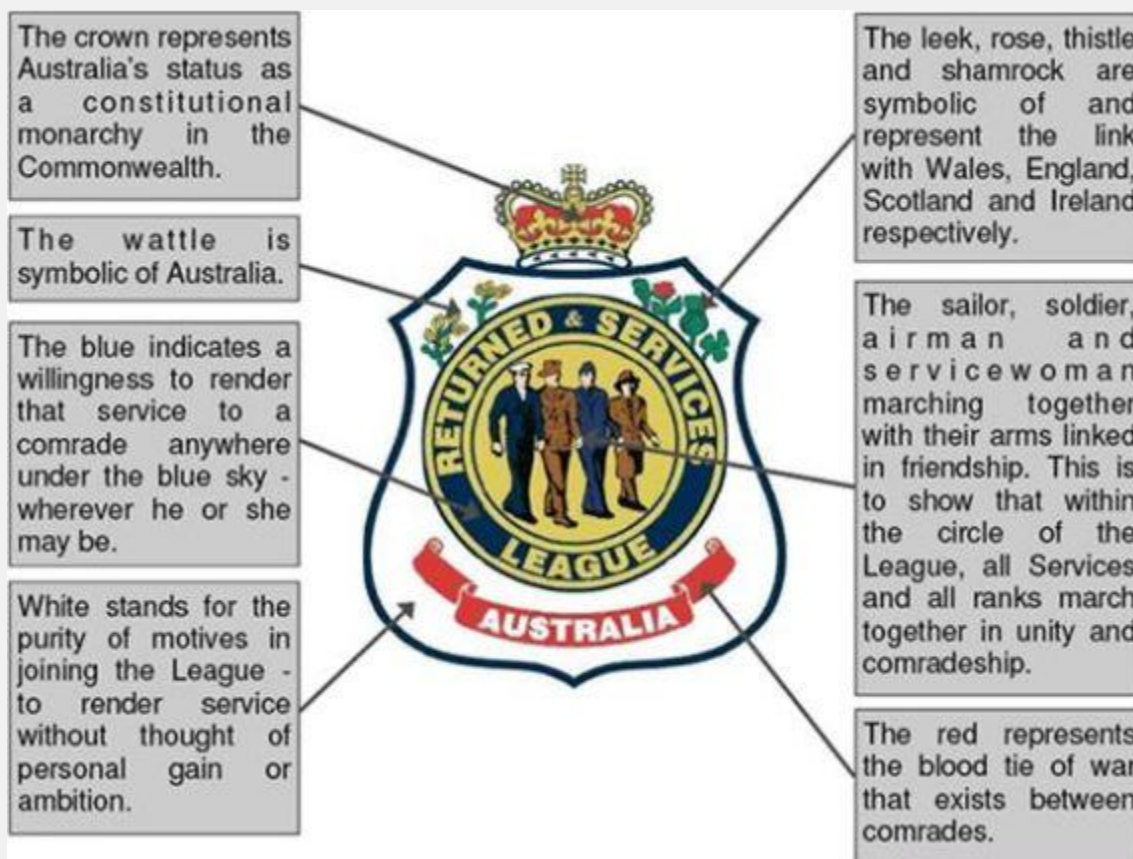 The crown represents
Australia's status as
a constitutional
monarchy in the
Commonwealth.
The wattle is
symbolic of Australia.
The blue indicates a
willingness to render
that service to a
comrade anywhere
under the blue sky -
wherever he or she
may be.
White stands for the
purity of motives in
joining the League -
to render service
without thought of
personal gain or
ambition.
RETURNED & SERVICES
LEAGUE
AUSTRALIA
The leek, rose, thistle
and shamrock are
symbolic of and
represent the link
with Wales, England,
Scotland and Ireland
respectively.
The sailor, soldier,
airman and
servicewoman
marching together
with their arms linked
in friendship. This is
to show that within
the circle of the
League, all Services
and all ranks march
together in unity and
comradeship.
The red represents
the blood tie of war
that exists between
comrades.